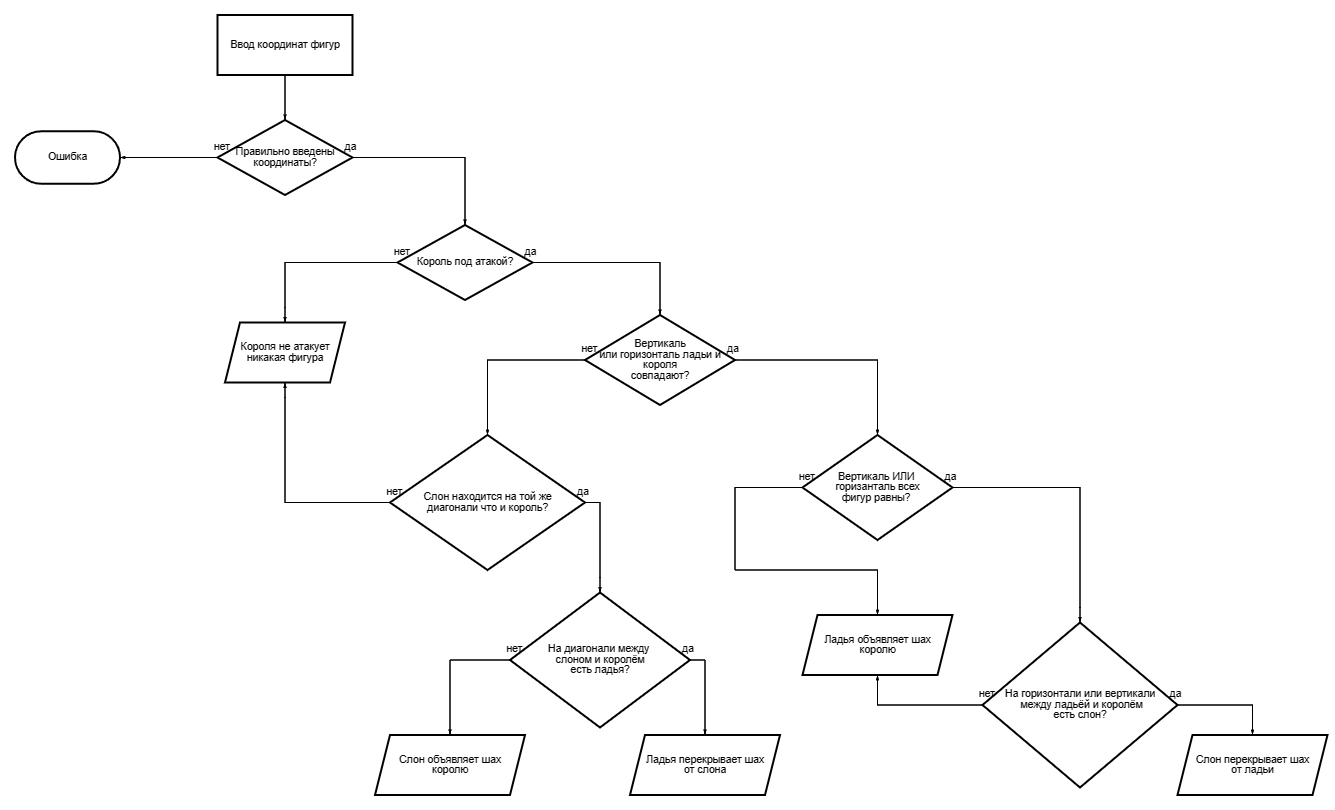 Ввод координат фигур
нет
Правильно введены
координаты?
да
Ошибка
нет
Король под атакой?
да
Короля не атакует
никакая фигура
нет
Вертикаль
или горизонталь ладьи и
короля
совпадают?
да
нет
Слон находится на той же
диагонали что и король?
да
нет
Вертикаль ИЛИ
горизанталь всех
фигур равны?
да
нет
На диагонали между
слоном и королём
есть ладья?
да
Ладья объявляет шах
королю
нет
На горизонтали или вертикали
между ладьёй и королём
есть слон?
да
Слон объявляет шах
королю
Ладья перекрывает шах
от слона
Слон перекрывает шах
от ладьи